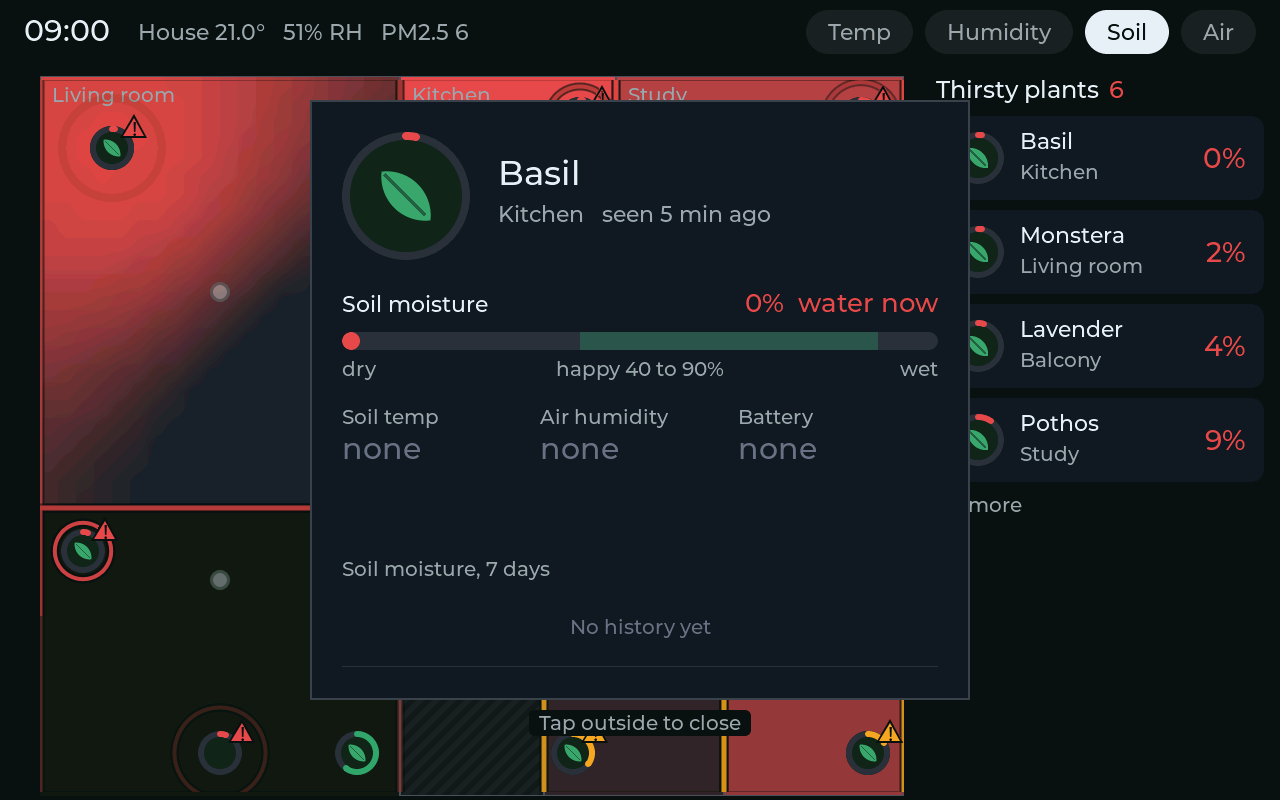 09:00 House 21.0° 51% RH PM2.5 6
Temp Humidity Soil Air
Living room
Kitchen
Study
Thirsty plants 6
Basil
Kitchen
0%
Monstera
Living room
2%
Lavender
Balcony
4%
Pothos
Study
9%
more
Basil
Kitchen seen 5 min ago
Soil moisture 0% water now
dry happy 40 to 90% wet
Soil temp Air humidity Battery
none none none
Soil moisture, 7 days
No history yet
Tap outside to close